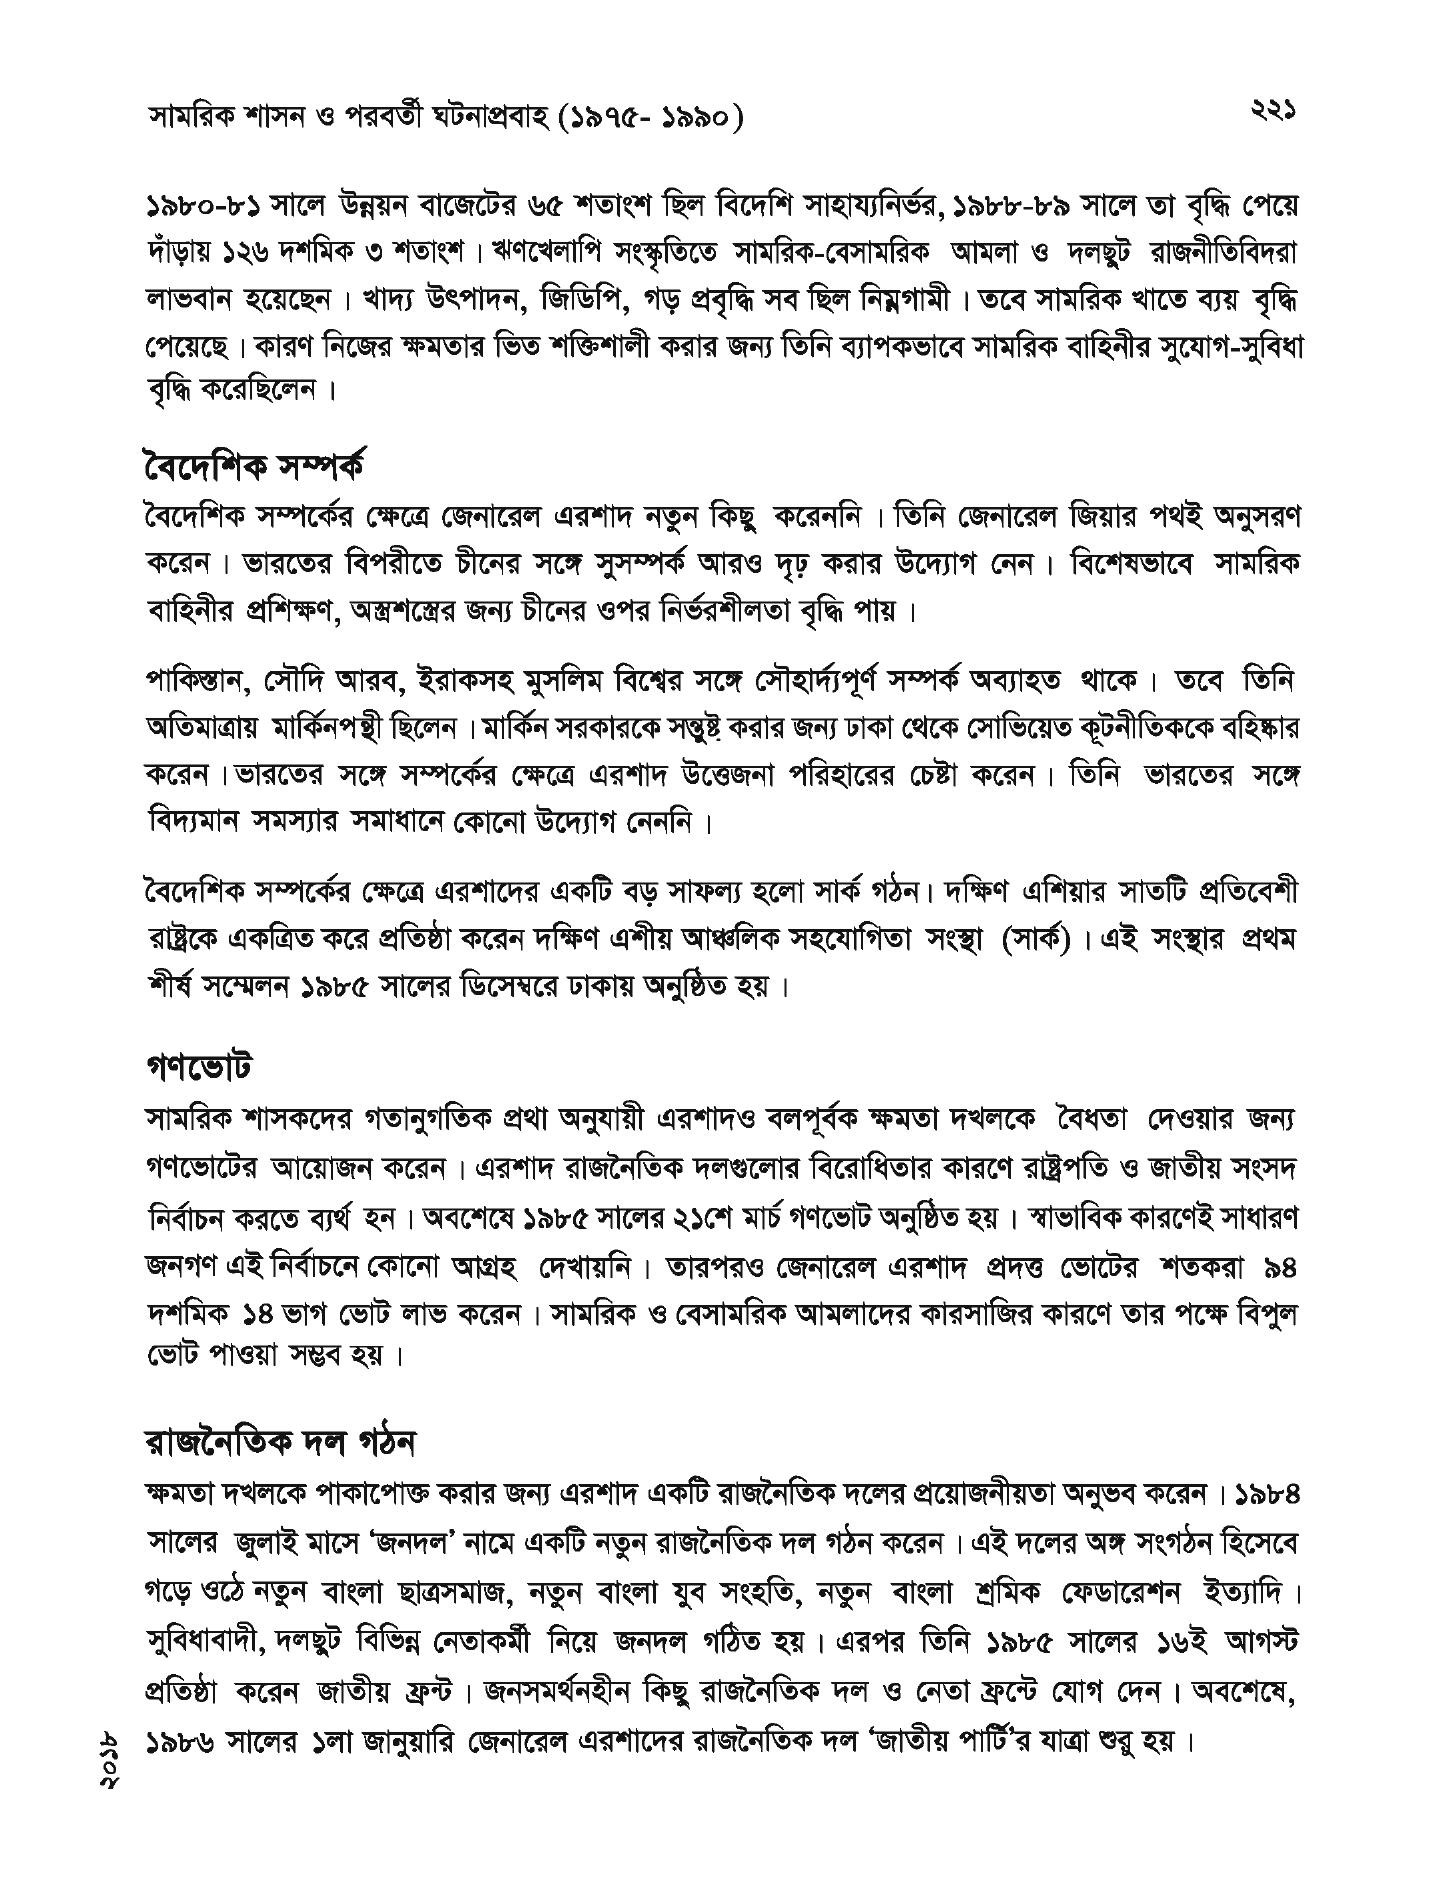 সামরিক শাসন ও পরবর্তী ঘটনাপ্রবাহ (১৯৭৫- ১৯৯০)
২২১
১৯৮০-৮১ সালে উন্নয়ন বাজেটের ৬৫ শতাংশ ছিল বিদেশি সাহায্যনির্ভর, ১৯৮৮-৮৯ সালে তা বৃদ্ধি পেয়ে
দাঁড়ায় ১২৬ দশমিক ৩ শতাংশ। ঋণখেলাপি সংস্কৃতিতে সামরিক-বেসামরিক আমলা ও দলছুট রাজনীতিবিদরা
লাভবান হয়েছেন। খাদ্য উৎপাদন, জিডিপি, গড় প্রবৃদ্ধি সব ছিল নিম্নগামী। তবে সামরিক খাতে ব্যয় বৃদ্ধি
পেয়েছে। কারণ নিজের ক্ষমতার ভিত শক্তিশালী করার জন্য তিনি ব্যাপকভাবে সামরিক বাহিনীর সুযোগ-সুবিধা
বৃদ্ধি করেছিলেন।
বৈদেশিক সম্পর্ক
বৈদেশিক সম্পর্কের ক্ষেত্রে জেনারেল এরশাদ নতুন কিছু করেননি। তিনি জেনারেল জিয়ার পথই অনুসরণ
করেন। ভারতের বিপরীতে চীনের সঙ্গে সুসম্পর্ক আরও দৃঢ় করার উদ্যোগ নেন। বিশেষভাবে সামরিক
বাহিনীর প্রশিক্ষণ, অস্ত্রশস্ত্রের জন্য চীনের ওপর নির্ভরশীলতা বৃদ্ধি পায়।
পাকিস্তান, সৌদি আরব, ইরাকসহ মুসলিম বিশ্বের সঙ্গে সৌহার্দ্যপূর্ণ সম্পর্ক অব্যাহত থাকে। তবে তিনি
অতিমাত্রায় মার্কিনপন্থী ছিলেন। মার্কিন সরকারকে সন্তুষ্ট করার জন্য ঢাকা থেকে সোভিয়েত কূটনীতিককে বহিষ্কার
করেন। ভারতের সঙ্গে সম্পর্কের ক্ষেত্রে এরশাদ উত্তেজনা পরিহারের চেষ্টা করেন। তিনি ভারতের সঙ্গে
বিদ্যমান সমস্যার সমাধানে কোনো উদ্যোগ নেননি।
বৈদেশিক সম্পর্কের ক্ষেত্রে এরশাদের একটি বড় সাফল্য হলো সার্ক গঠন। দক্ষিণ এশিয়ার সাতটি প্রতিবেশী
রাষ্ট্রকে একত্রিত করে প্রতিষ্ঠা করেন দক্ষিণ এশীয় আঞ্চলিক সহযোগিতা সংস্থা (সার্ক)। এই সংস্থার প্রথম
শীর্ষ সম্মেলন ১৯৮৫ সালের ডিসেম্বরে ঢাকায় অনুষ্ঠিত হয়।
গণভোট
সামরিক শাসকদের গতানুগতিক প্রথা অনুযায়ী এরশাদও বলপূর্বক ক্ষমতা দখলকে বৈধতা দেওয়ার জন্য
গণভোটের আয়োজন করেন। এরশাদ রাজনৈতিক দলগুলোর বিরোধিতার কারণে রাষ্ট্রপতি ও জাতীয় সংসদ
নির্বাচন করতে ব্যর্থ হন। অবশেষে ১৯৮৫ সালের ২১শে মার্চ গণভোট অনুষ্ঠিত হয়। স্বাভাবিক কারণেই সাধারণ
জনগণ এই নির্বাচনে কোনো আগ্রহ দেখায়নি। তারপরও জেনারেল এরশাদ প্রদত্ত ভোটের শতকরা ৯৪
দশমিক ১৪ ভাগ ভোট লাভ করেন। সামরিক ও বেসামরিক আমলাদের কারসাজির কারণে তার পক্ষে বিপুল
ভোট পাওয়া সম্ভব হয়।
রাজনৈতিক দল গঠন
ক্ষমতা দখলকে পাকাপোক্ত করার জন্য এরশাদ একটি রাজনৈতিক দলের প্রয়োজনীয়তা অনুভব করেন। ১৯৮৪
সালের জুলাই মাসে ‘জনদল’ নামে একটি নতুন রাজনৈতিক দল গঠন করেন। এই দলের অঙ্গ সংগঠন হিসেবে
গড়ে ওঠে নতুন বাংলা ছাত্রসমাজ, নতুন বাংলা যুব সংহতি, নতুন বাংলা শ্রমিক ফেডারেশন ইত্যাদি।
সুবিধাবাদী, দলছুট বিভিন্ন নেতাকর্মী নিয়ে জনদল গঠিত হয়। এরপর তিনি ১৯৮৫ সালের ১৬ই আগস্ট
প্রতিষ্ঠা করেন জাতীয় ফ্রন্ট। জনসমর্থনহীন কিছু রাজনৈতিক দল ও নেতা ফ্রন্টে যোগ দেন। অবশেষে,
১৯৮৬ সালের ১লা জানুয়ারি জেনারেল এরশাদের রাজনৈতিক দল ‘জাতীয় পার্টি’র যাত্রা শুরু হয়।
২০১৮